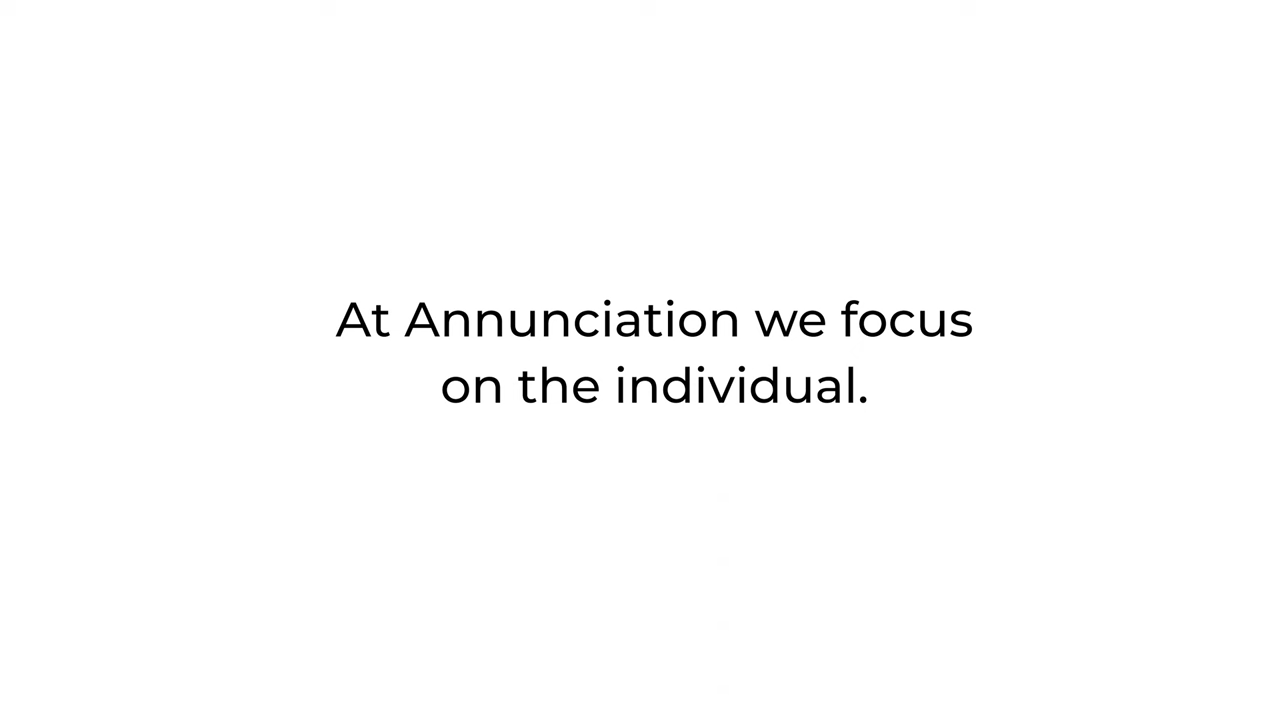 At Annunciation we focus
on the individual.